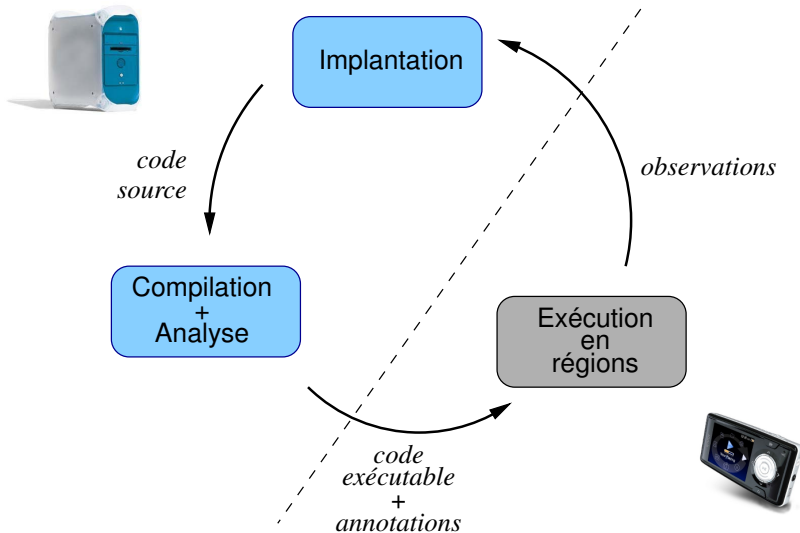 Implantation
code
source
observations
Compilation
+
Analyse
Exécution
en
régions
code
exécutable
+
annotations